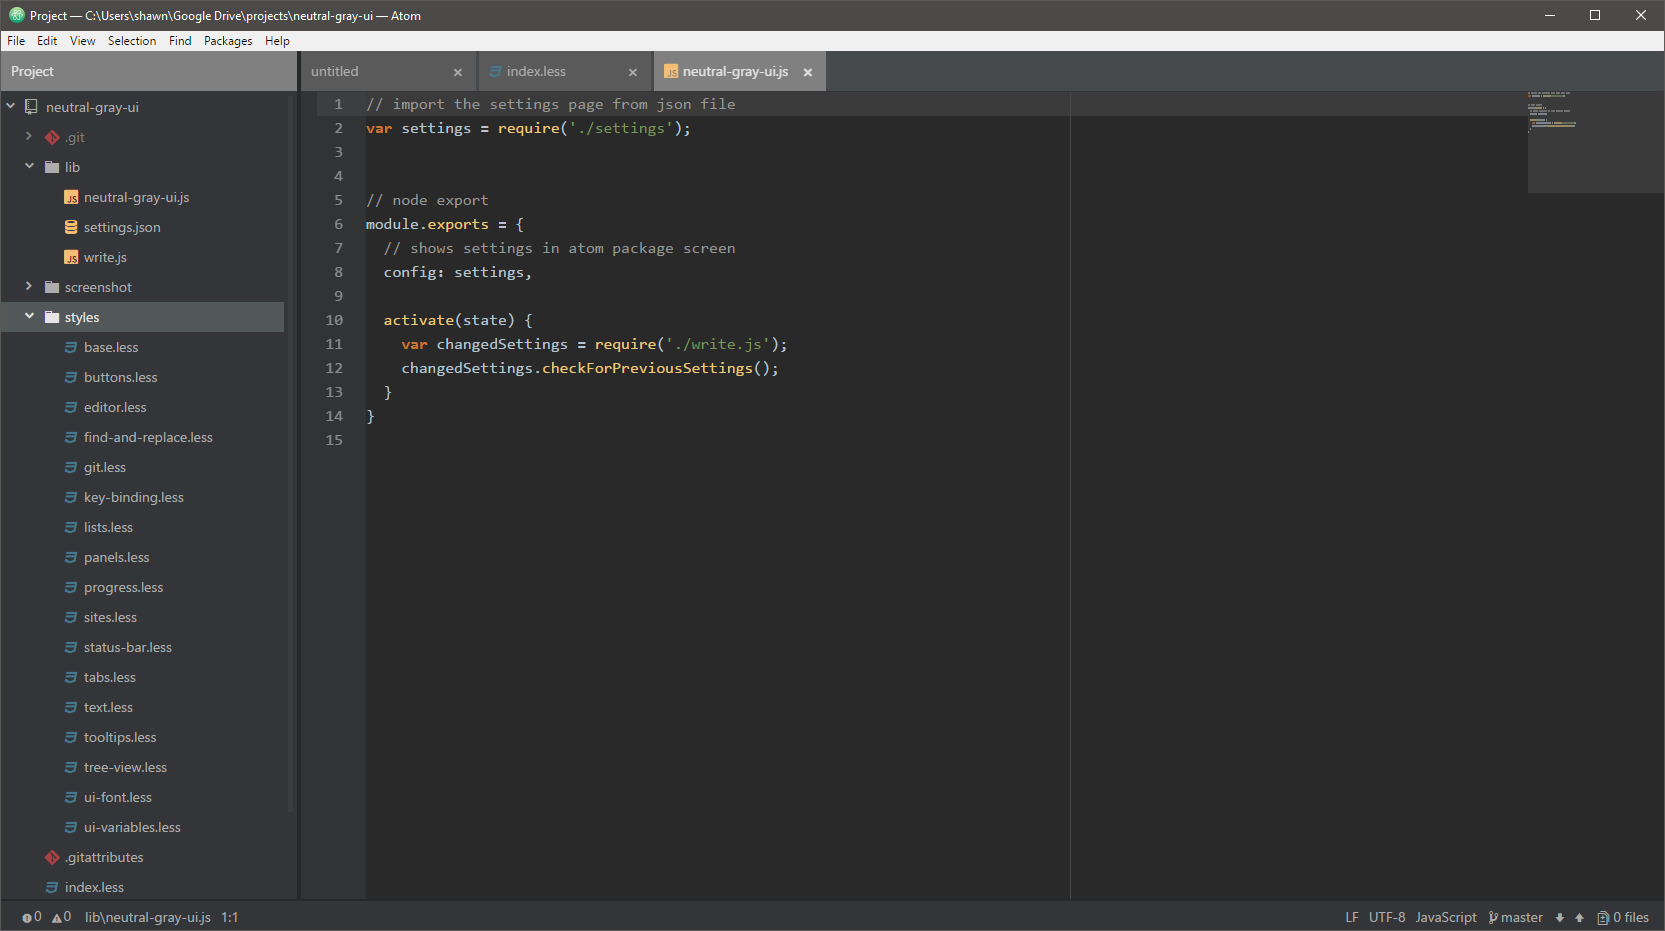 Project — C:\Users\shawn\Google Drive\projects\neutral-gray-ui — Atom
File Edit View Selection Find Packages Help
Project
neutral-gray-ui
.git
lib
neutral-gray-ui.js
settings.json
write.js
screenshot
styles
base.less
buttons.less
editor.less
find-and-replace.less
git.less
key-binding.less
lists.less
panels.less
progress.less
sites.less
status-bar.less
tabs.less
text.less
tooltips.less
tree-view.less
ui-font.less
ui-variables.less
.gitattributes
index.less
untitled index.less JS neutral-gray-ui.js
1 // import the settings page from json file
2 var settings = require('./settings');
3
4
5 // node export
6 module.exports = {
7 // shows settings in atom package screen
8 config: settings,
9
10 activate(state) {
11 var changedSettings = require('./write.js');
12 changedSettings.checkForPreviousSettings();
13 }
14 }
15
0 0 lib\neutral-gray-ui.js 1:1 LF UTF-8 JavaScript master 0 files